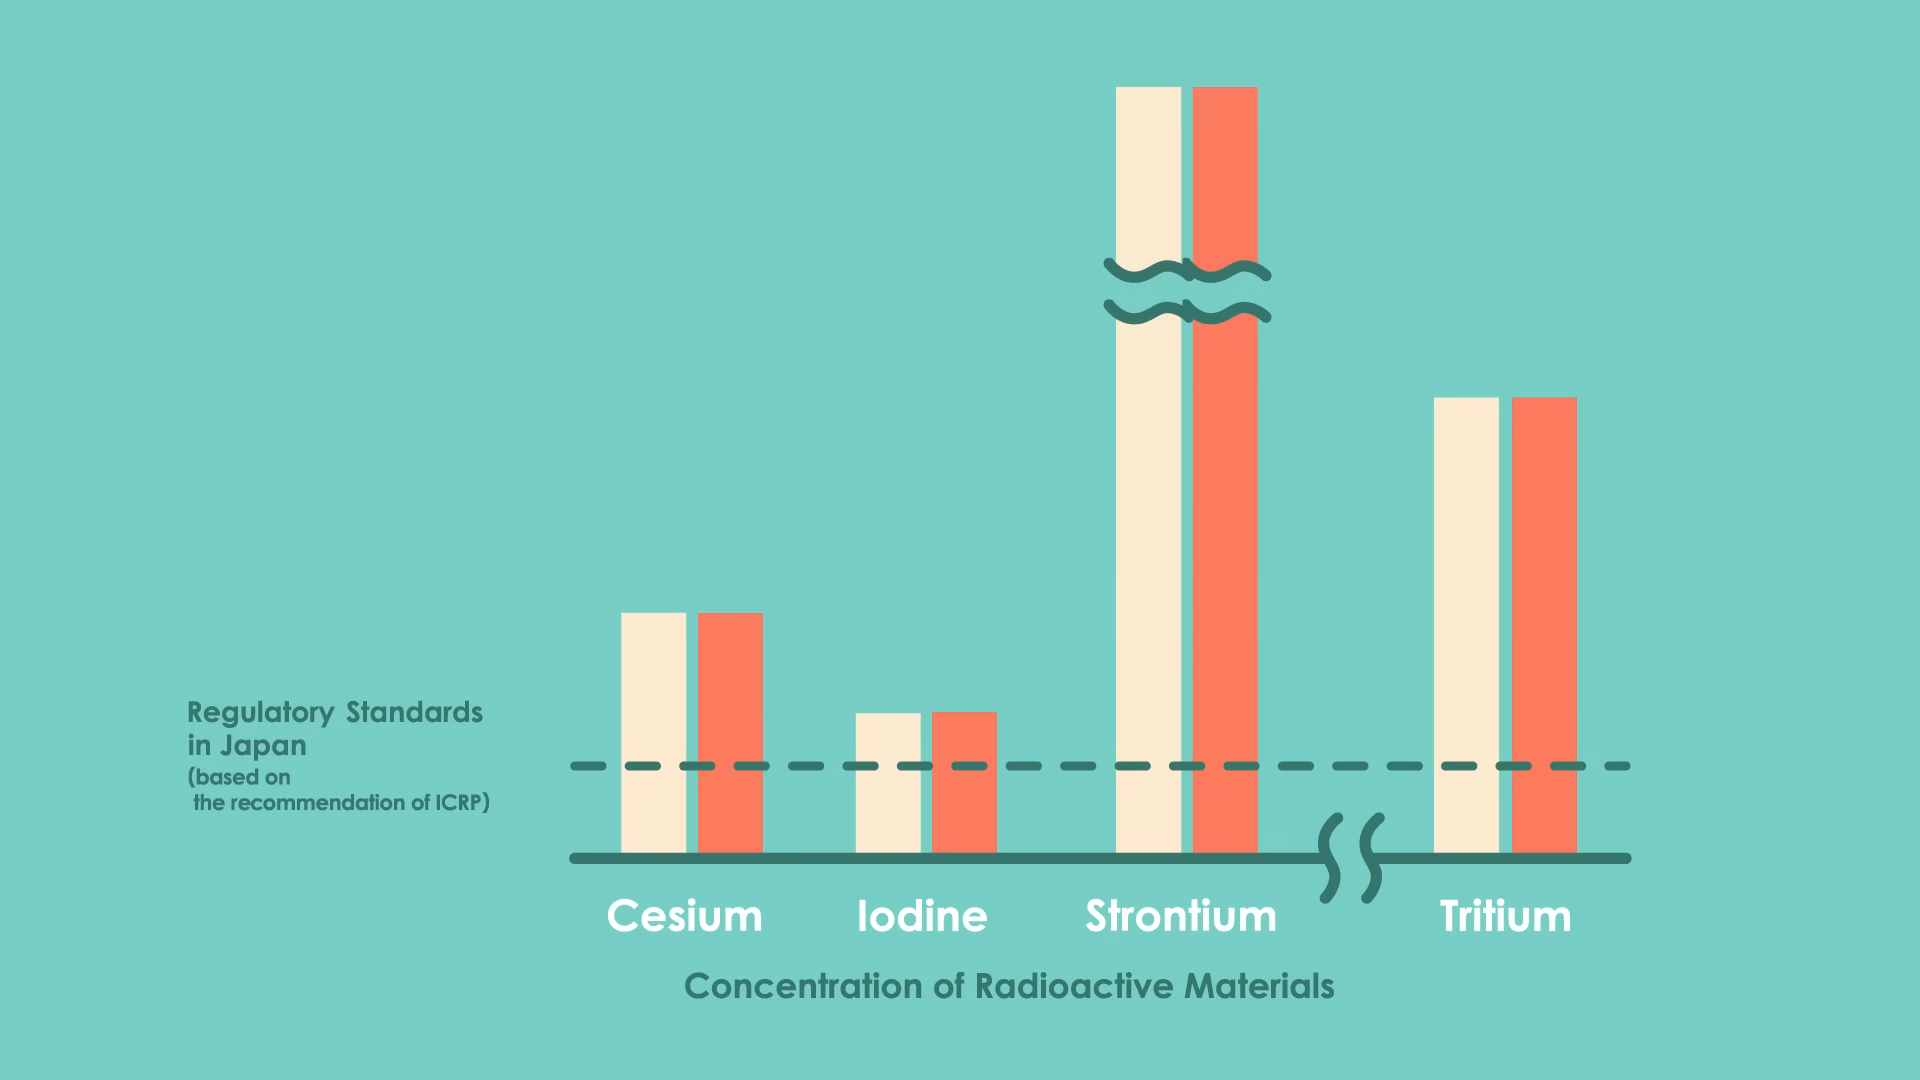 Regulatory Standards
in Japan
(based on
the recommendation of ICRP)
Cesium Iodine Strontium Tritium
Concentration of Radioactive Materials